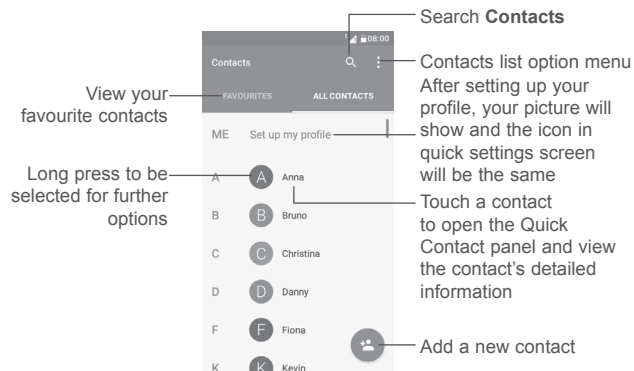 Search Contacts
08:00
Contacts
Contacts list option menu
FAVOURITES
ALL CONTACTS
View your
favourite contacts
After setting up your
profile, your picture will
show and the icon in
quick settings screen
will be the same
ME Set up my profile
Long press to be
selected for further
options
A A Anna
Touch a contact
to open the Quick
Contact panel and view
the contact's detailed
information
B B Bruno
C C Christina
D D Danny
F F Fiona
Add a new contact
K K Kevin